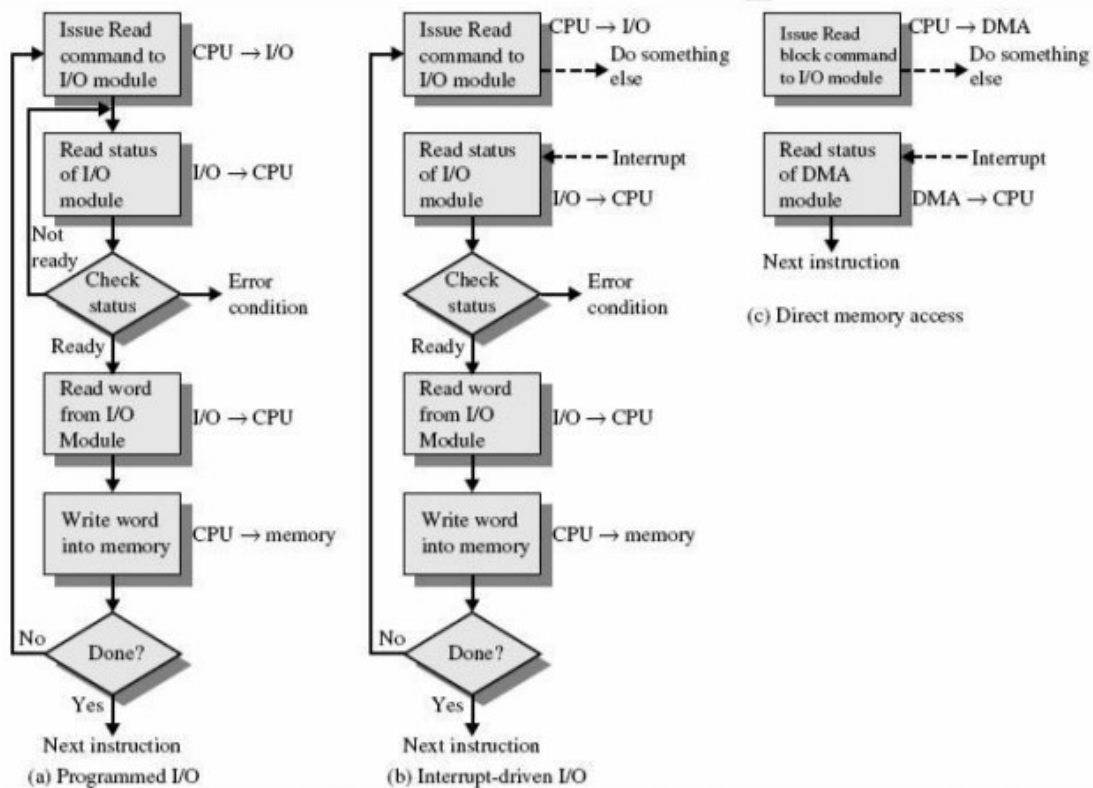 Issue Read
command to
I/O module
CPU → I/O
Read status
of I/O
module
I/O → CPU
Not
ready
Check
status
Error
condition
Ready
Read word
from I/O
Module
I/O → CPU
Write word
into memory
CPU → memory
No
Done?
Yes
Next instruction
(a) Programmed I/O
Issue Read
command to
I/O module
CPU → I/O
Do something
else
Read status
of I/O
module
Interrupt
I/O → CPU
Check
status
Error
condition
Ready
Read word
from I/O
Module
I/O → CPU
Write word
into memory
CPU → memory
No
Done?
Yes
Next instruction
(b) Interrupt-driven I/O
Issue Read
block command
to I/O module
CPU → DMA
Do something
else
Read status
of DMA
module
Interrupt
DMA → CPU
Next instruction
(c) Direct memory access